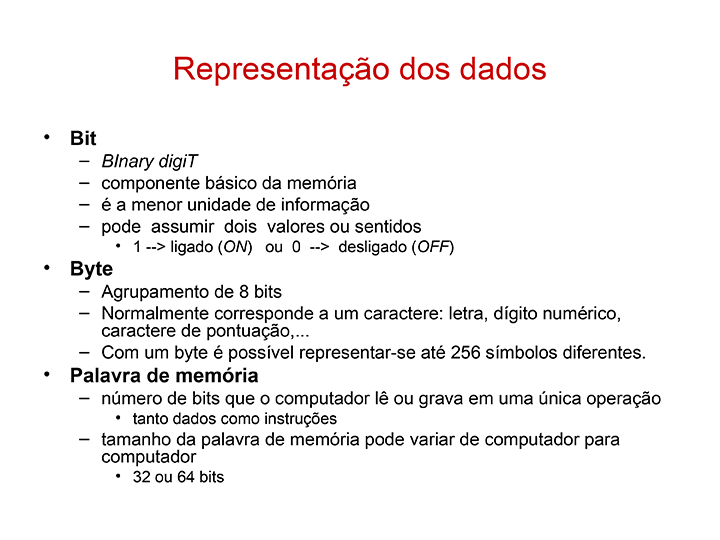 Representação dos dados
• Bit
– BInary digiT
– componente básico da memória
– é a menor unidade de informação
– pode assumir dois valores ou sentidos
• 1 --> ligado (ON) ou 0 --> desligado (OFF)
• Byte
– Agrupamento de 8 bits
– Normalmente corresponde a um caractere: letra, dígito numérico,
caractere de pontuação,...
– Com um byte é possível representar-se até 256 símbolos diferentes.
• Palavra de memória
– número de bits que o computador lê ou grava em uma única operação
• tanto dados como instruções
– tamanho da palavra de memória pode variar de computador para
computador
• 32 ou 64 bits